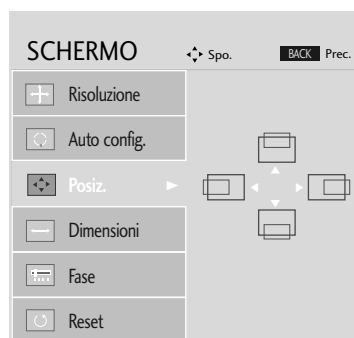 SCHERMO Spo. BACK Prec.
Risoluzione
Auto config.
Posiz.
Dimensioni
Fase
Reset